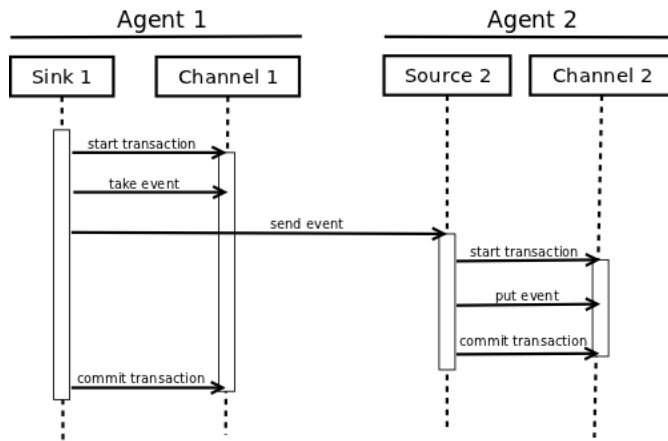 Agent 1
Agent 2
Sink 1
Channel 1
Source 2
Channel 2
start transaction
take event
send event
start transaction
put event
commit transaction
commit transaction